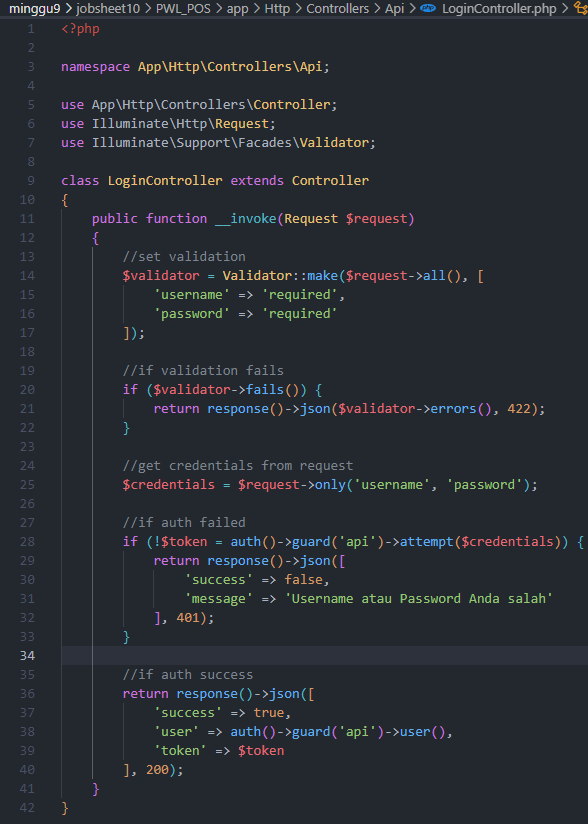 minggu9 > jobsheet10 > PWL_POS > app > Http > Controllers > Api > php LoginController.php >
1 <?php
2
3 namespace App\Http\Controllers\Api;
4
5 use App\Http\Controllers\Controller;
6 use Illuminate\Http\Request;
7 use Illuminate\Support\Facades\Validator;
8
9 class LoginController extends Controller
10 {
11     public function __invoke(Request $request)
12     {
13         //set validation
14         $validator = Validator::make($request->all(), [
15             'username' => 'required',
16             'password' => 'required'
17         ]);
18
19         //if validation fails
20         if ($validator->fails()) {
21             return response()->json($validator->errors(), 422);
22         }
23
24         //get credentials from request
25         $credentials = $request->only('username', 'password');
26
27         //if auth failed
28         if (!$token = auth()->guard('api')->attempt($credentials)) {
29             return response()->json([
30                 'success' => false,
31                 'message' => 'Username atau Password Anda salah'
32             ], 401);
33         }
34
35         //if auth success
36         return response()->json([
37             'success' => true,
38             'user' => auth()->guard('api')->user(),
39             'token' => $token
40         ], 200);
41     }
42 }